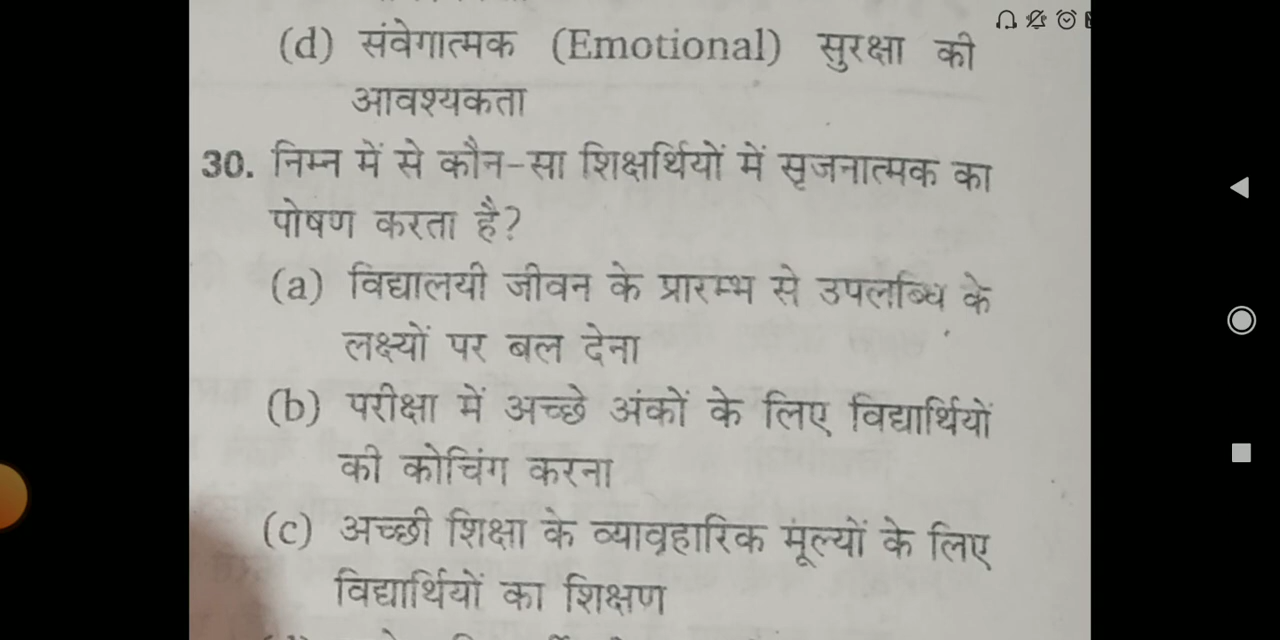 (d) संवेगात्मक (Emotional) सुरक्षा की
आवश्यकता
30. निम्न में से कौन-सा शिक्षर्थियों में सृजनात्मक का
पोषण करता है?
(a) विद्यालयी जीवन के प्रारम्भ से उपलब्धि के
लक्ष्यों पर बल देना
(b) परीक्षा में अच्छे अंकों के लिए विद्यार्थियों
की कोचिंग करना
(c) अच्छी शिक्षा के व्यावहारिक मूल्यों के लिए
विद्यार्थियों का शिक्षण